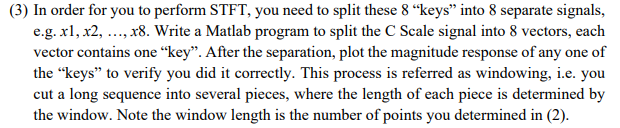 (3) In order for you to perform STFT, you need to split these 8 “keys” into 8 separate signals,
e.g. x1, x2, …, x8. Write a Matlab program to split the C Scale signal into 8 vectors, each
vector contains one “key”. After the separation, plot the magnitude response of any one of
the “keys” to verify you did it correctly. This process is referred as windowing, i.e. you
cut a long sequence into several pieces, where the length of each piece is determined by
the window. Note the window length is the number of points you determined in (2).